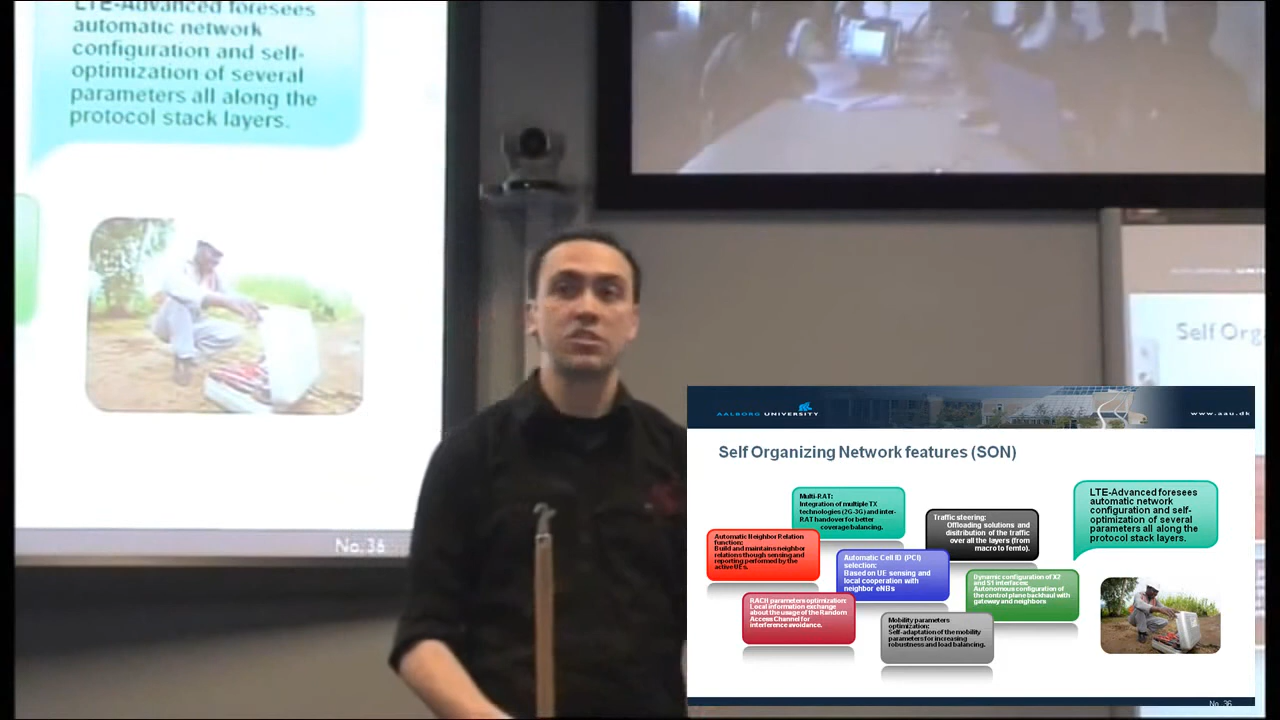 LTE-Advanced foresees
automatic network
configuration and self-
optimization of several
parameters all along the
protocol stack layers.
No.36
Self Org
AALBORG UNIVERSITY
www.aau.dk
Self Organizing Network features (SON)
Multi-RAT:
Integration of multiple TX
technologies (2G-3G) and inter-
RAT handover for better
coverage balancing.
Traffic steering:
Offloading solutions and
distribution of the traffic
over all the layers (from
macro to femto).
LTE-Advanced foresees
automatic network
configuration and self-
optimization of several
parameters all along the
protocol stack layers.
Automatic Neighbor Relation
function:
Build and maintains neighbor
relations though sensing and
reporting performed by the
active UEs.
Automatic Cell ID (PCI)
selection:
Based on UE sensing and
local cooperation with
neighbor eNBs
Dynamic configuration of X2
and S1 interfaces:
Autonomous configuration of
the control plane backhaul with
gateway and neighbors
RACH parameters optimization:
Local information exchange
about the usage of the Random
Access Channel for
interference avoidance.
Mobility parameters
optimization:
Self-adaptation of the mobility
parameters for increasing
robustness and load balancing.
No. 36